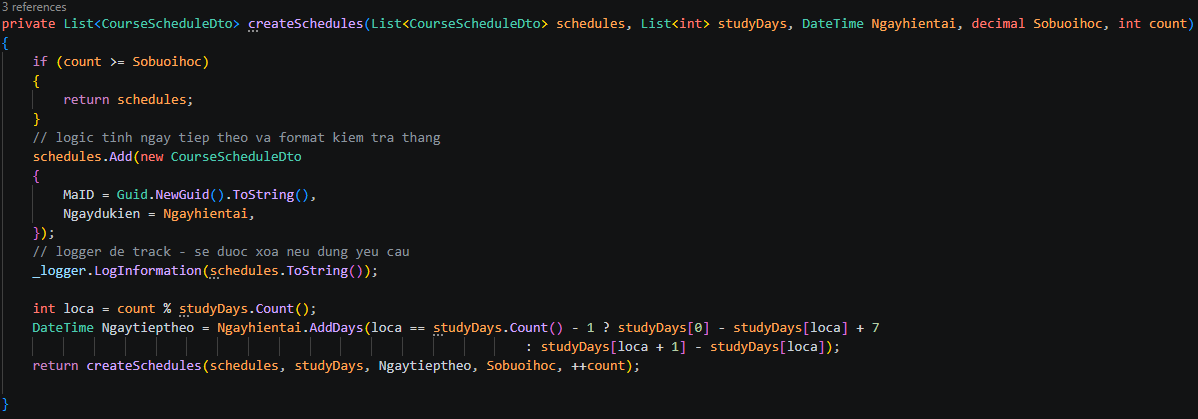 3 references
private List<CourseScheduleDto> createSchedules(List<CourseScheduleDto> schedules, List<int> studyDays, DateTime Ngayhientai, decimal Sobuoihoc, int count)
{
    if (count >= Sobuoihoc)
    {
        return schedules;
    }
    // logic tinh ngay tiep theo va format kiem tra thang
    schedules.Add(new CourseScheduleDto
    {
        MaID = Guid.NewGuid().ToString(),
        Ngaydukien = Ngayhientai,
    });
    // logger de track - se duoc xoa neu dung yeu cau
    _logger.LogInformation(schedules.ToString());
    int loca = count % studyDays.Count();
    DateTime Ngaytieptheo = Ngayhientai.AddDays(loca == studyDays.Count() - 1 ? studyDays[0] - studyDays[loca] + 7
                                                                : studyDays[loca + 1] - studyDays[loca]);
    return createSchedules(schedules, studyDays, Ngaytieptheo, Sobuoihoc, ++count);
}